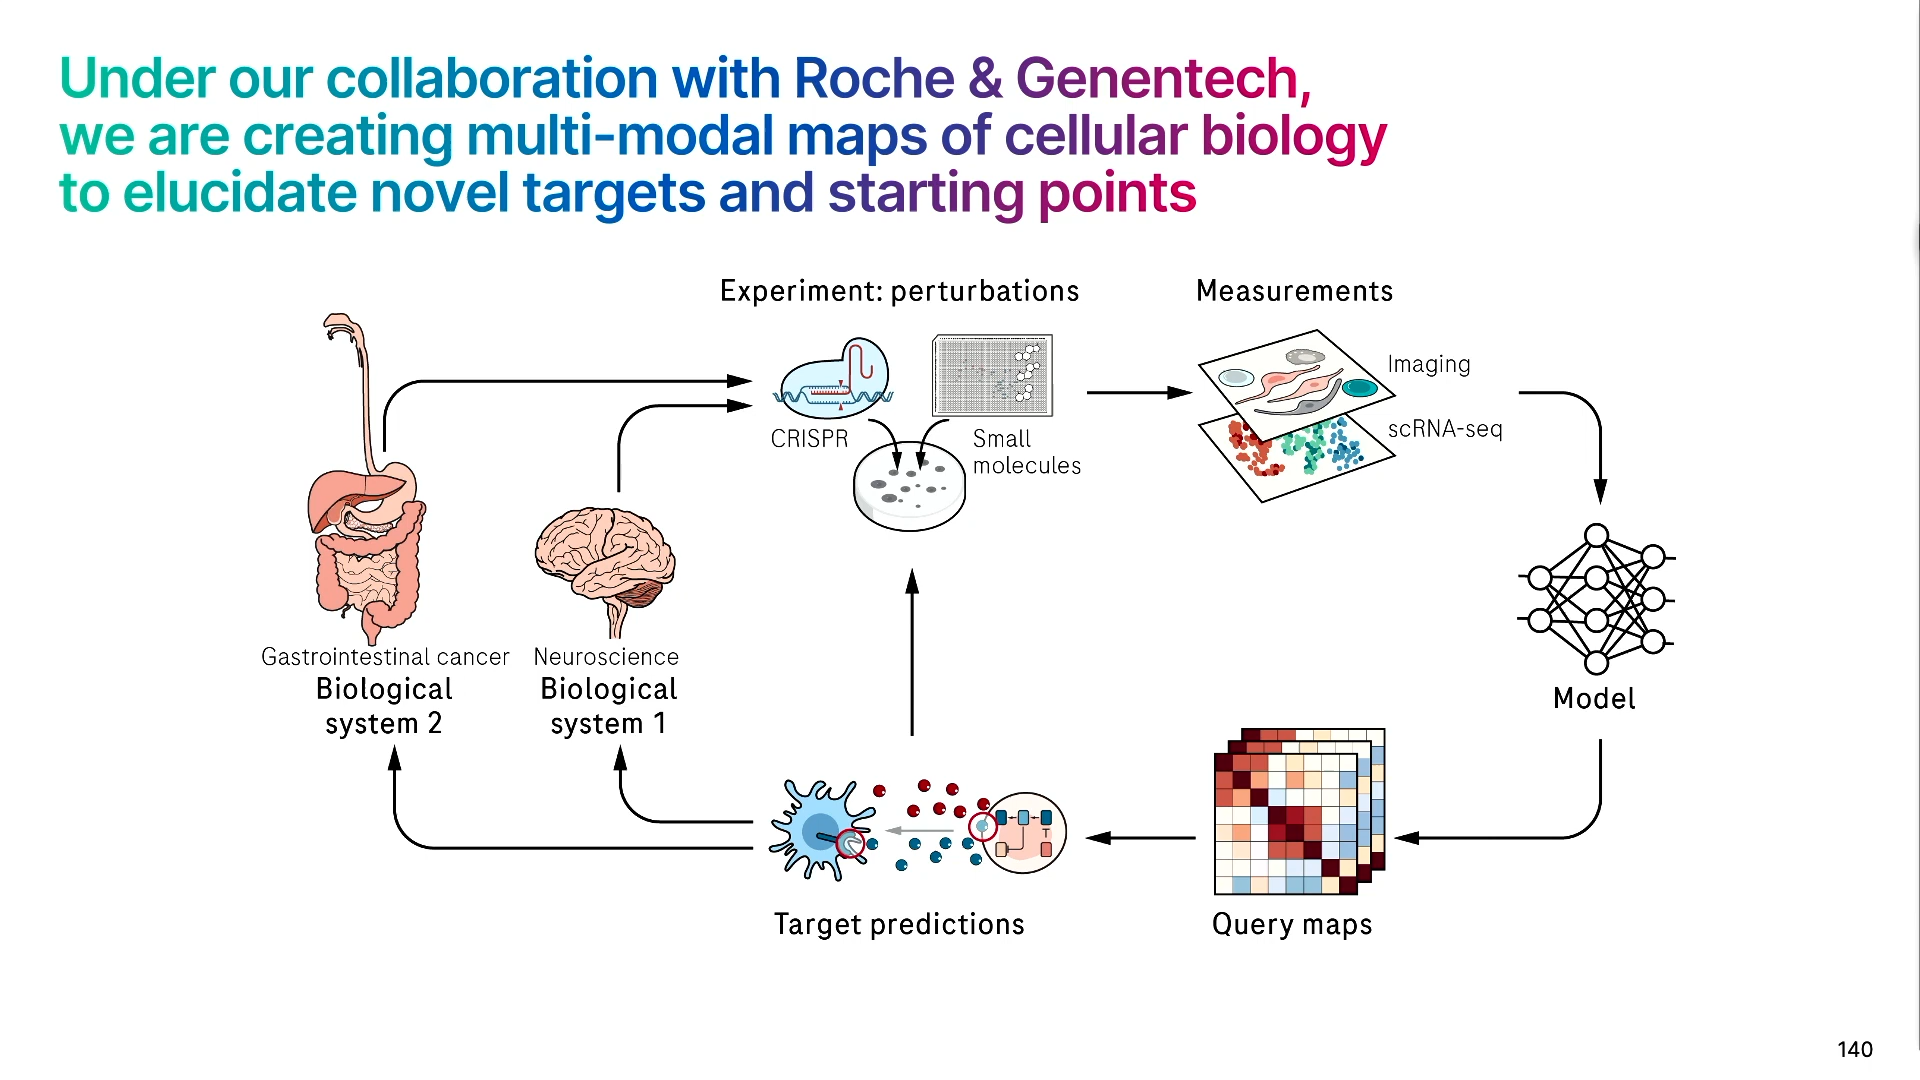 Under our collaboration with Roche & Genentech,
we are creating multi-modal maps of cellular biology
to elucidate novel targets and starting points
Experiment: perturbations
Measurements
CRISPR
Small
molecules
Imaging
scRNA-seq
Gastrointestinal cancer
Biological
system 2
Neuroscience
Biological
system 1
Model
Target predictions
Query maps
140